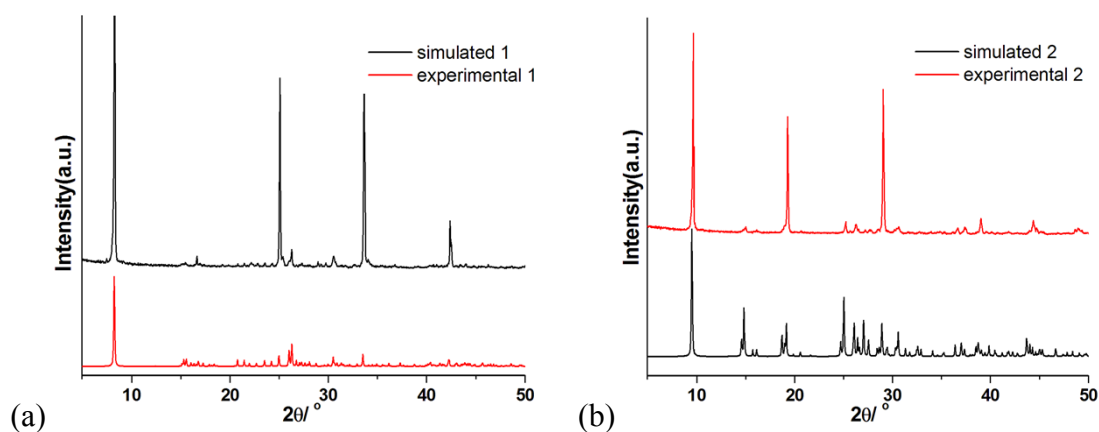 simulated 1
experimental 1
Intensity(a.u.)
10 20 30 40 50
2θ/ °
(a)
simulated 2
experimental 2
Intensity(a.u.)
10 20 30 40 50
2θ/ °
(b)